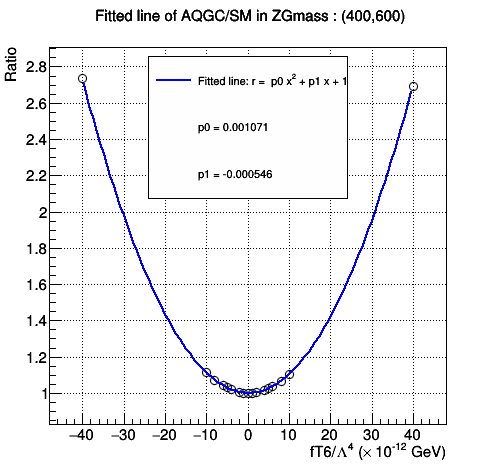 Fitted line of AQGC/SM in ZGmass : (400,600)
Ratio
Fitted line: r = p0 x² + p1 x + 1
p0 = 0.001071
p1 = -0.000546
2.8
2.6
2.4
2.2
2
1.8
1.6
1.4
1.2
1
−40 −30 −20 −10 0 10 20 30 40
fT6/Λ⁴ (× 10⁻¹² GeV)